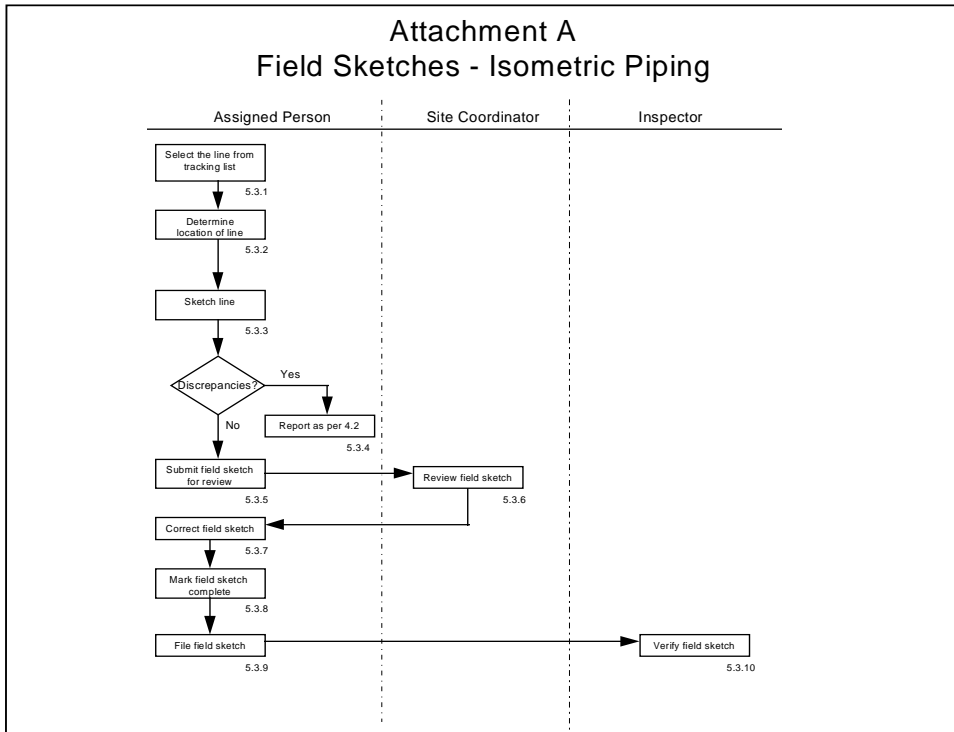 Attachment A
Field Sketches - Isometric Piping
Assigned Person
Site Coordinator
Inspector
Select the line from
tracking list
5.3.1
Determine
location of line
5.3.2
Sketch line
5.3.3
Discrepancies?
Yes
No
Report as per 4.2
5.3.4
Submit field sketch
for review
5.3.5
Review field sketch
5.3.6
Correct field sketch
5.3.7
Mark field sketch
complete
5.3.8
File field sketch
5.3.9
Verify field sketch
5.3.10